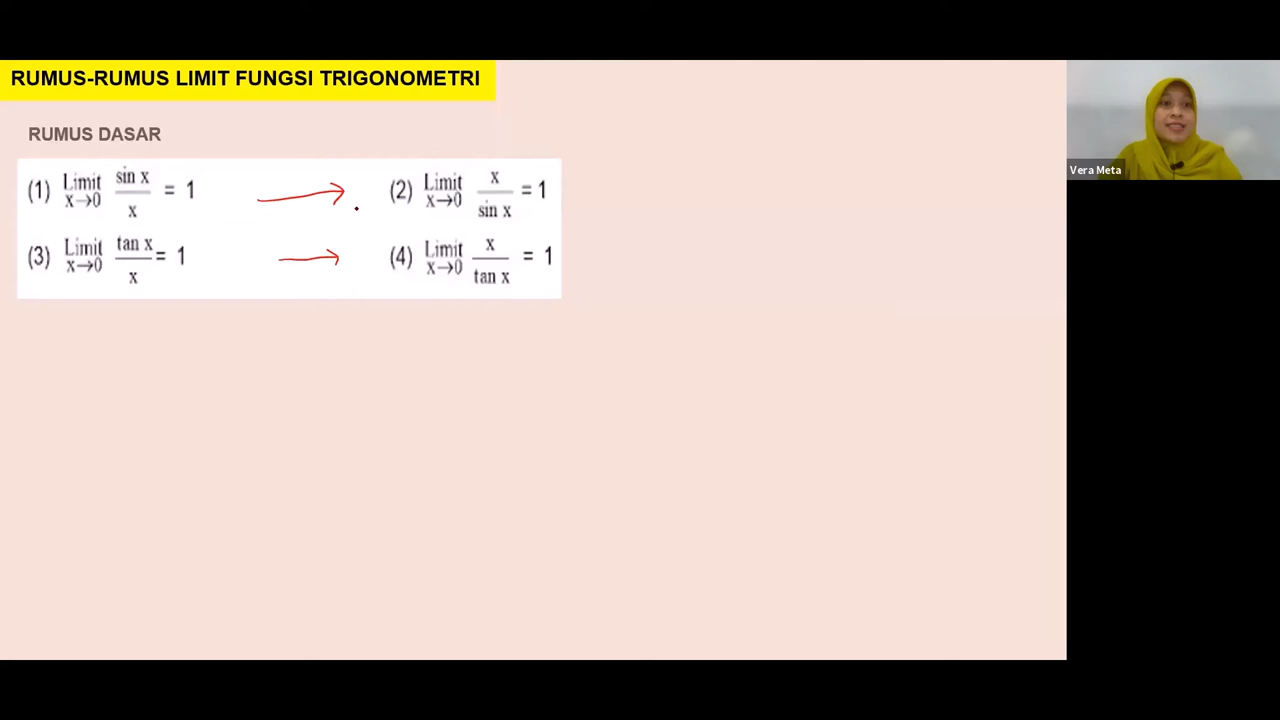 RUMUS-RUMUS LIMIT FUNGSI TRIGONOMETRI
RUMUS DASAR
(1) Limit x→0 sin x / x = 1
(2) Limit x→0 x / sin x = 1
(3) Limit x→0 tan x / x = 1
(4) Limit x→0 x / tan x = 1
Vera Meta